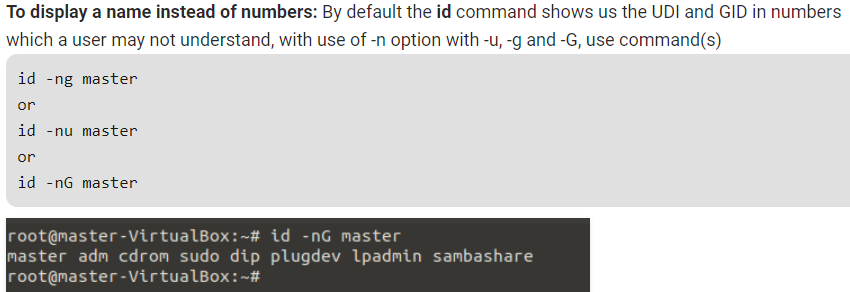 To display a name instead of numbers: By default the id command shows us the UDI and GID in numbers
which a user may not understand, with use of -n option with -u, -g and -G, use command(s)
id -ng master
or
id -nu master
or
id -nG master
root@master-VirtualBox:~# id -nG master
master adm cdrom sudo dip plugdev lpadmin sambashare
root@master-VirtualBox:~#